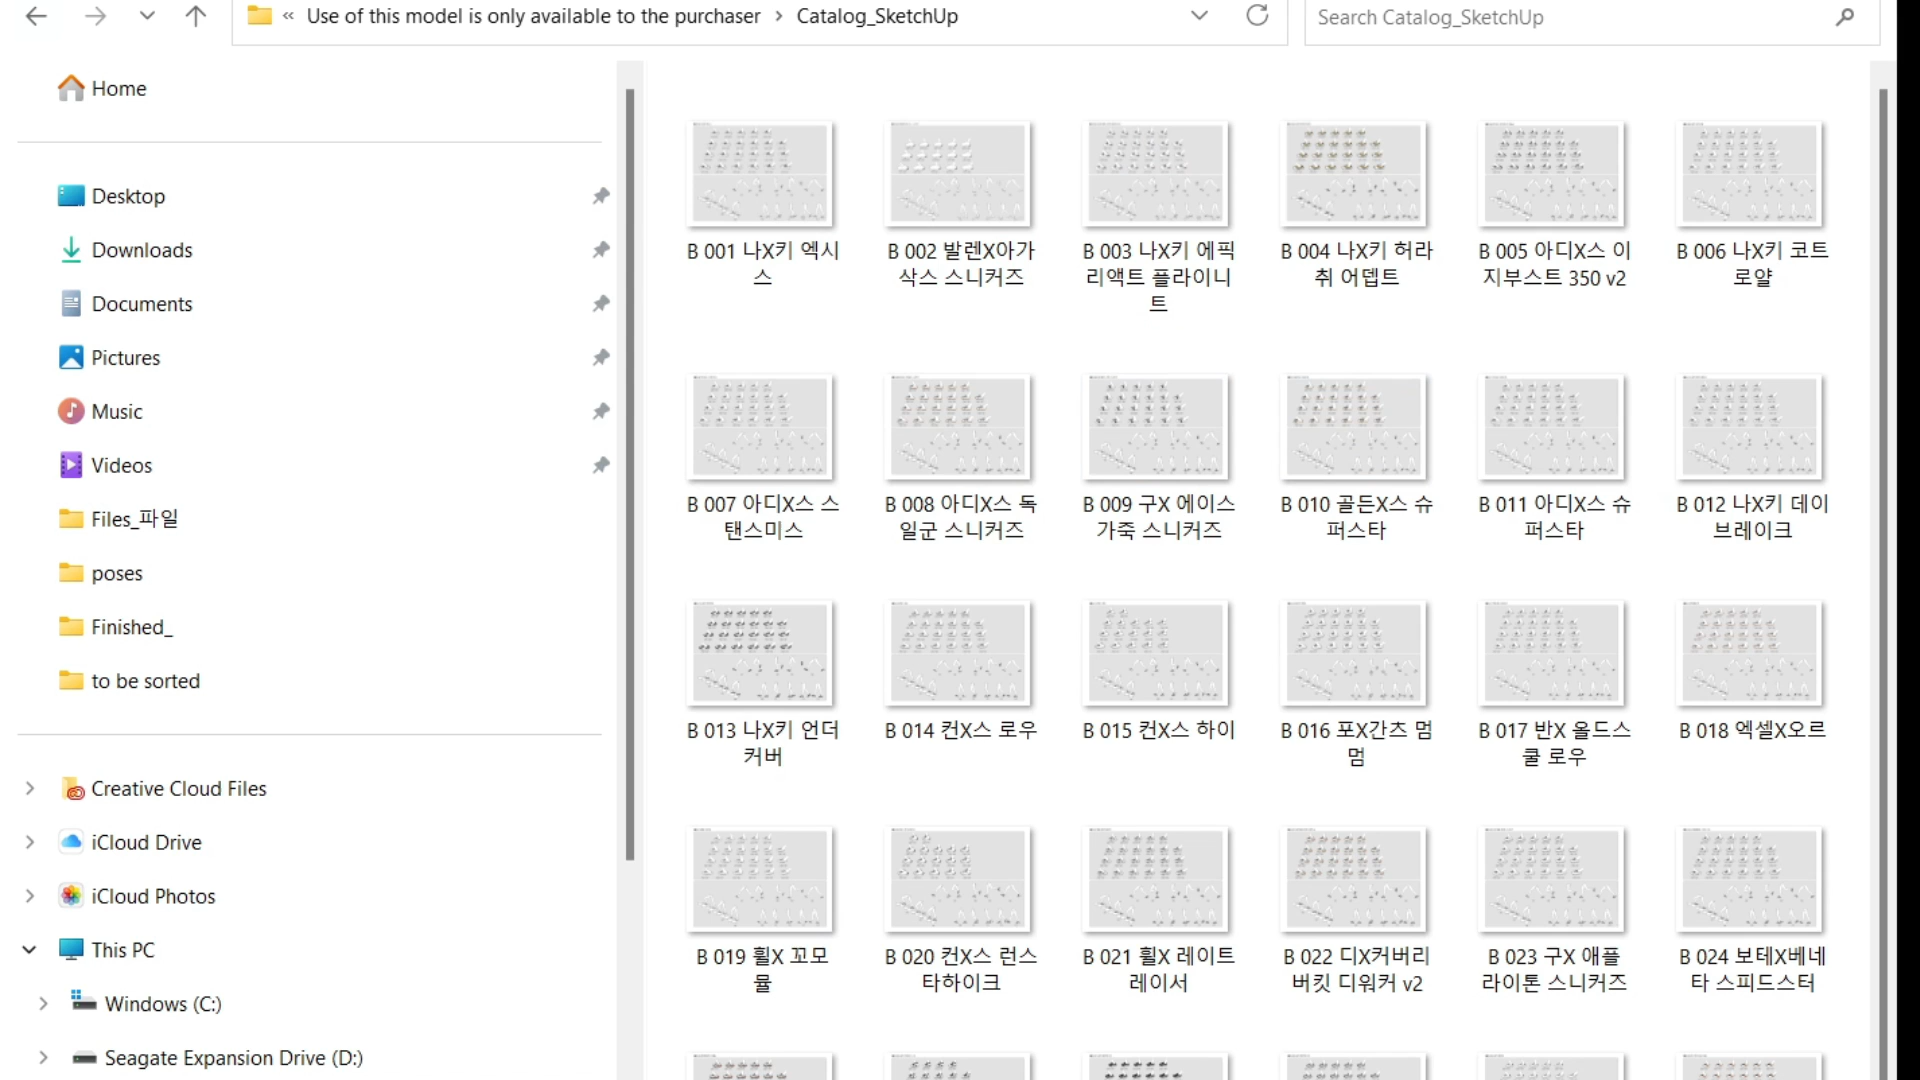 « Use of this model is only available to the purchaser > Catalog_SketchUp
Search Catalog_SketchUp
Home
Desktop
Downloads
Documents
Pictures
Music
Videos
Files_파일
poses
Finished_
to be sorted
Creative Cloud Files
iCloud Drive
iCloud Photos
This PC
Windows (C:)
Seagate Expansion Drive (D:)
B 001 나X키 엑시
스
B 002 발렌X아가
삭스 스니커즈
B 003 나X키 에픽
리액트 플라이니
트
B 004 나X키 허라
취 어뎁트
B 005 아디X스 이
지부스트 350 v2
B 006 나X키 코트
로얄
B 007 아디X스 스
탠스미스
B 008 아디X스 독
일군 스니커즈
B 009 구X 에이스
가죽 스니커즈
B 010 골든X스 슈
퍼스타
B 011 아디X스 슈
퍼스타
B 012 나X키 데이
브레이크
B 013 나X키 언더
커버
B 014 컨X스 로우
B 015 컨X스 하이
B 016 포X간츠 멈
멈
B 017 반X 올드스
쿨 로우
B 018 엑셀X오르
B 019 휠X 꼬모
뮬
B 020 컨X스 런스
타하이크
B 021 휠X 레이트
레이서
B 022 디X커버리
버킷 디워커 v2
B 023 구X 애플
라이톤 스니커즈
B 024 보테X베네
타 스피드스터